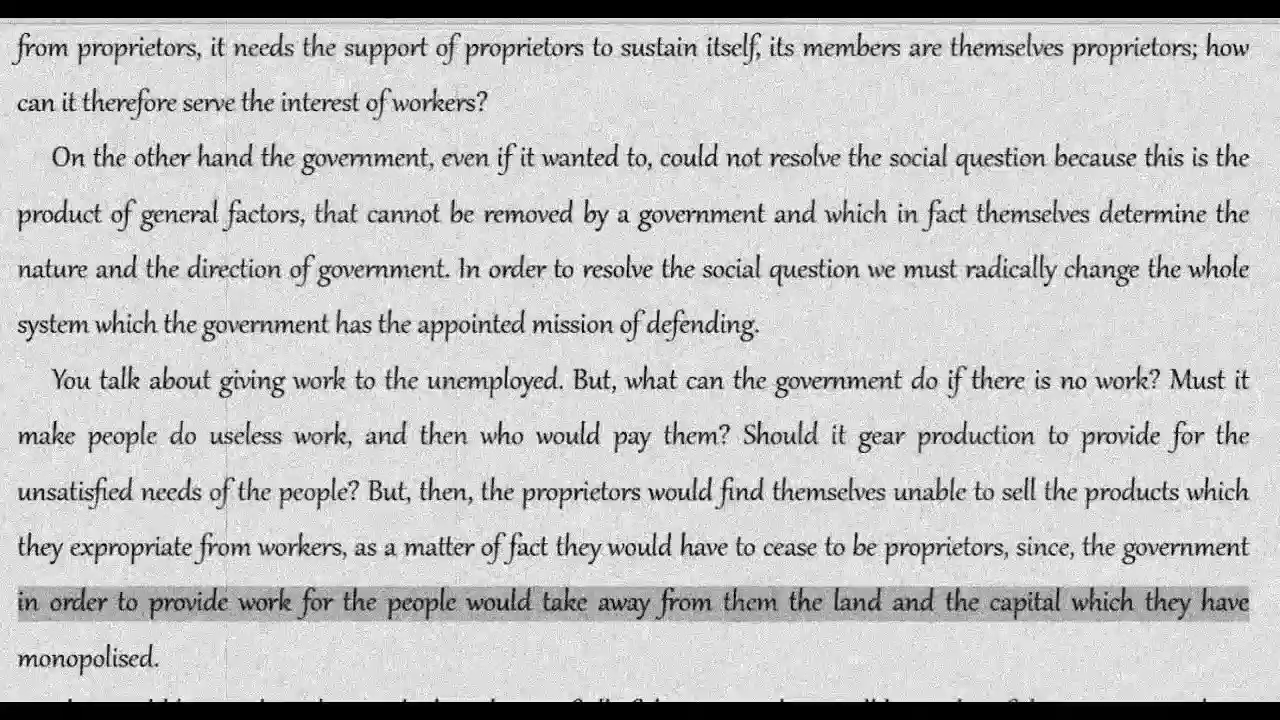 from proprietors, it needs the support of proprietors to sustain itself, its members are themselves proprietors; how
can it therefore serve the interest of workers?
On the other hand the government, even if it wanted to, could not resolve the social question because this is the
product of general factors, that cannot be removed by a government and which in fact themselves determine the
nature and the direction of government. In order to resolve the social question we must radically change the whole
system which the government has the appointed mission of defending.
You talk about giving work to the unemployed. But, what can the government do if there is no work? Must it
make people do useless work, and then who would pay them? Should it gear production to provide for the
unsatisfied needs of the people? But, then, the proprietors would find themselves unable to sell the products which
they expropriate from workers, as a matter of fact they would have to cease to be proprietors, since, the government
in order to provide work for the people would take away from them the land and the capital which they have
monopolised.